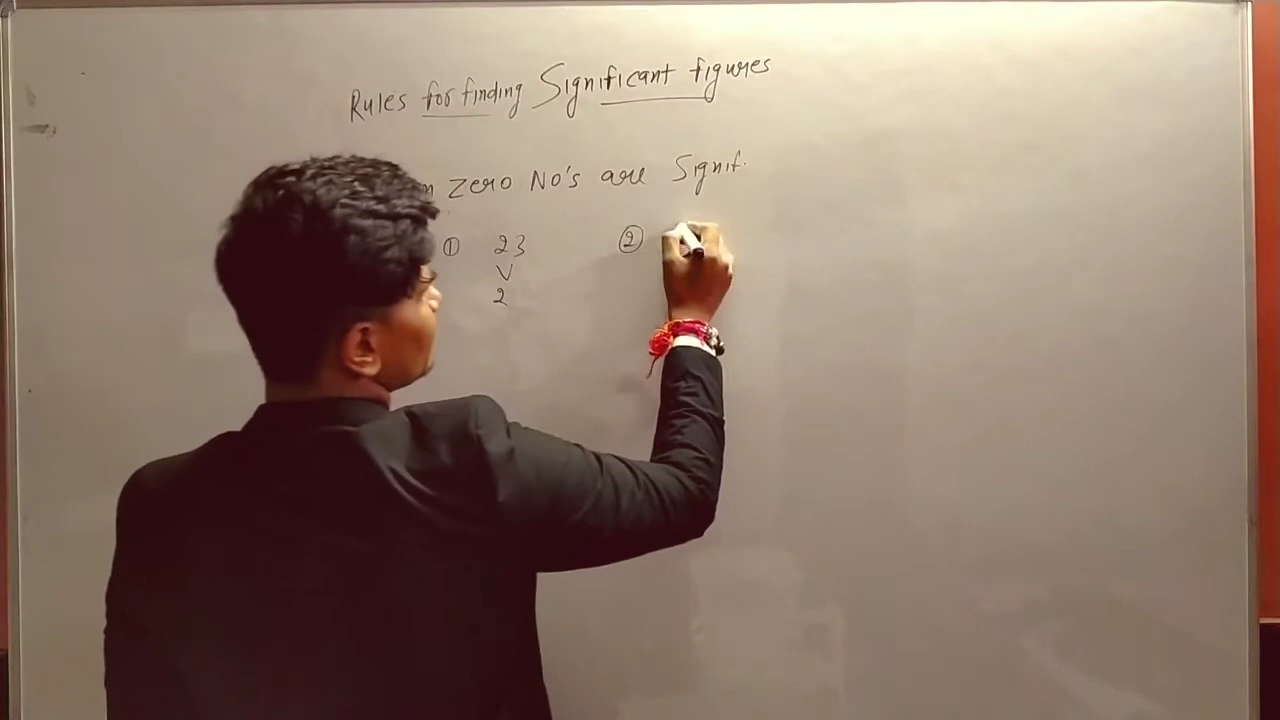 Rules for finding Significant figures
Zero No's are Signif.
① 23 ②
2